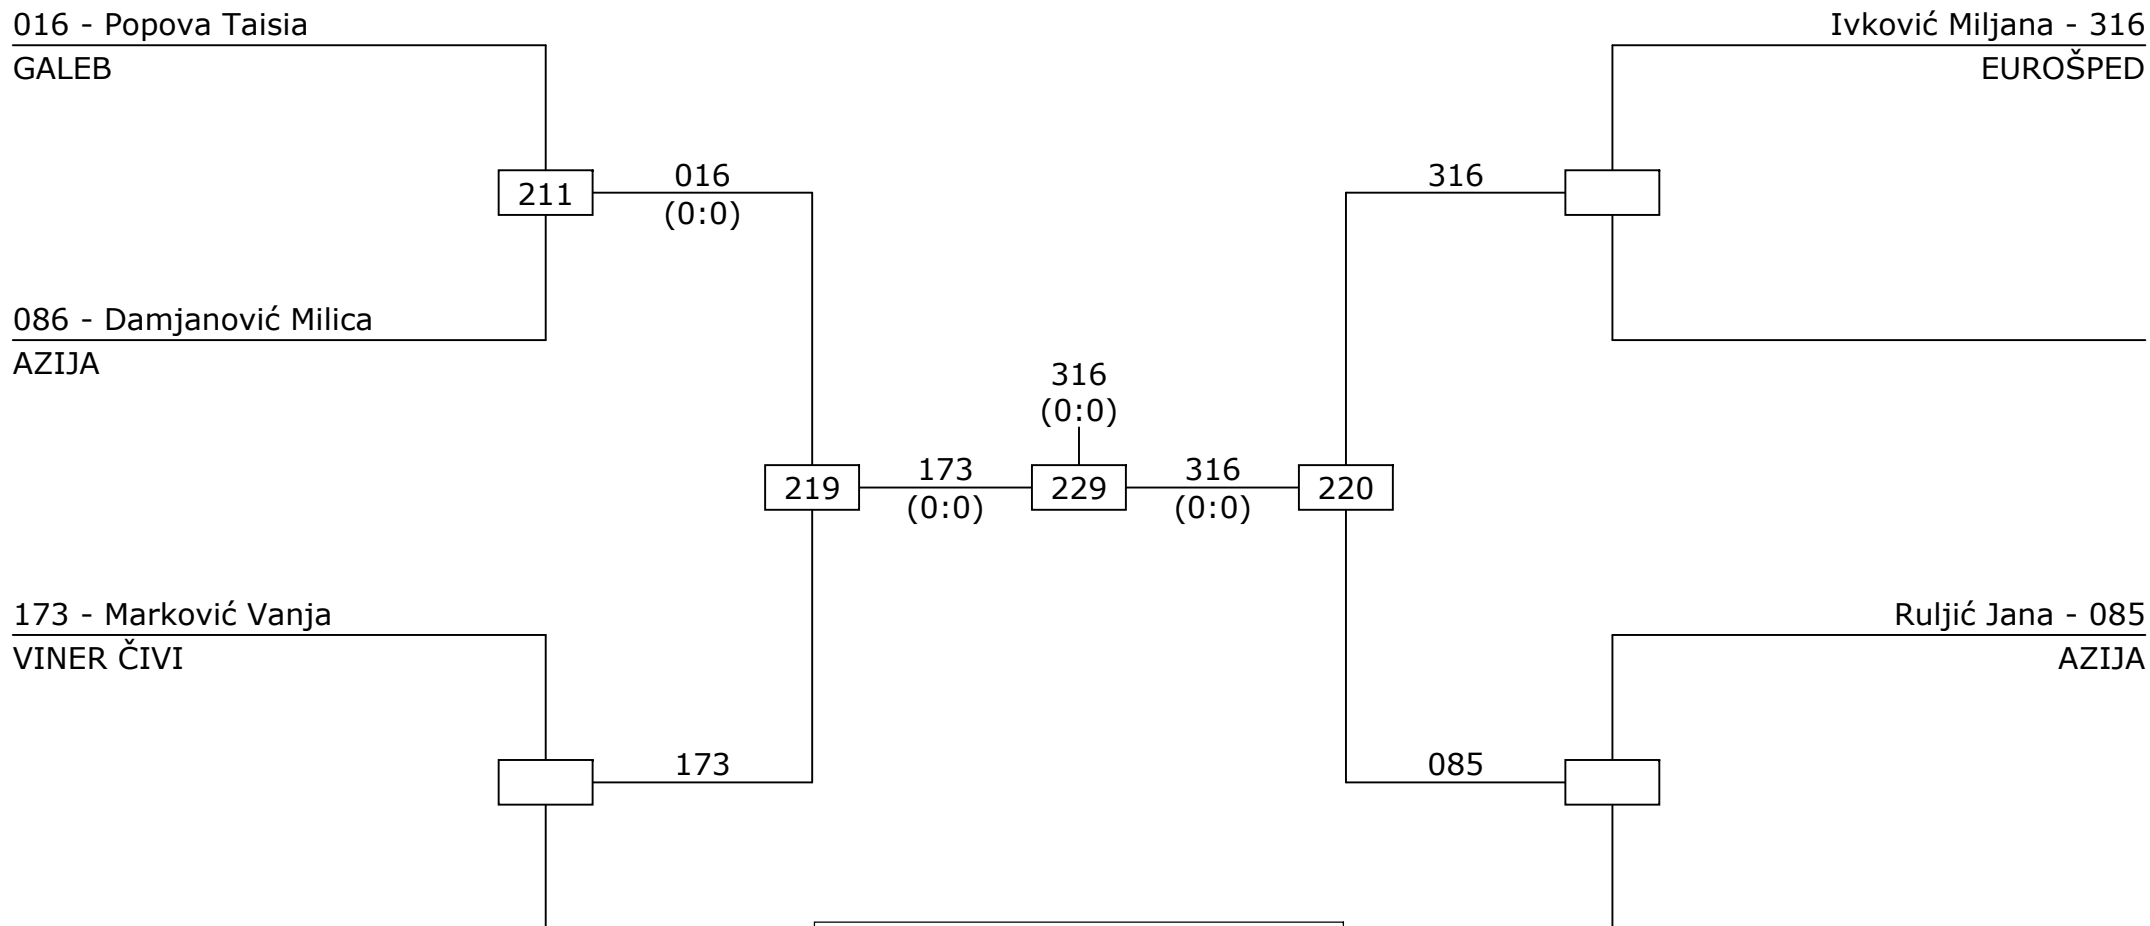 016 - Popova Taisia
Ivković Miljana - 316
GALEB
EUROŠPED
016
316
211
(0:0)
086 - Damjanović Milica
AZIJA
316
(0:0)
173
316
219
229
220
(0:0)
(0:0)
173 - Marković Vanja
Ruljić Jana - 085
VINER ČIVI
AZIJA
173
085